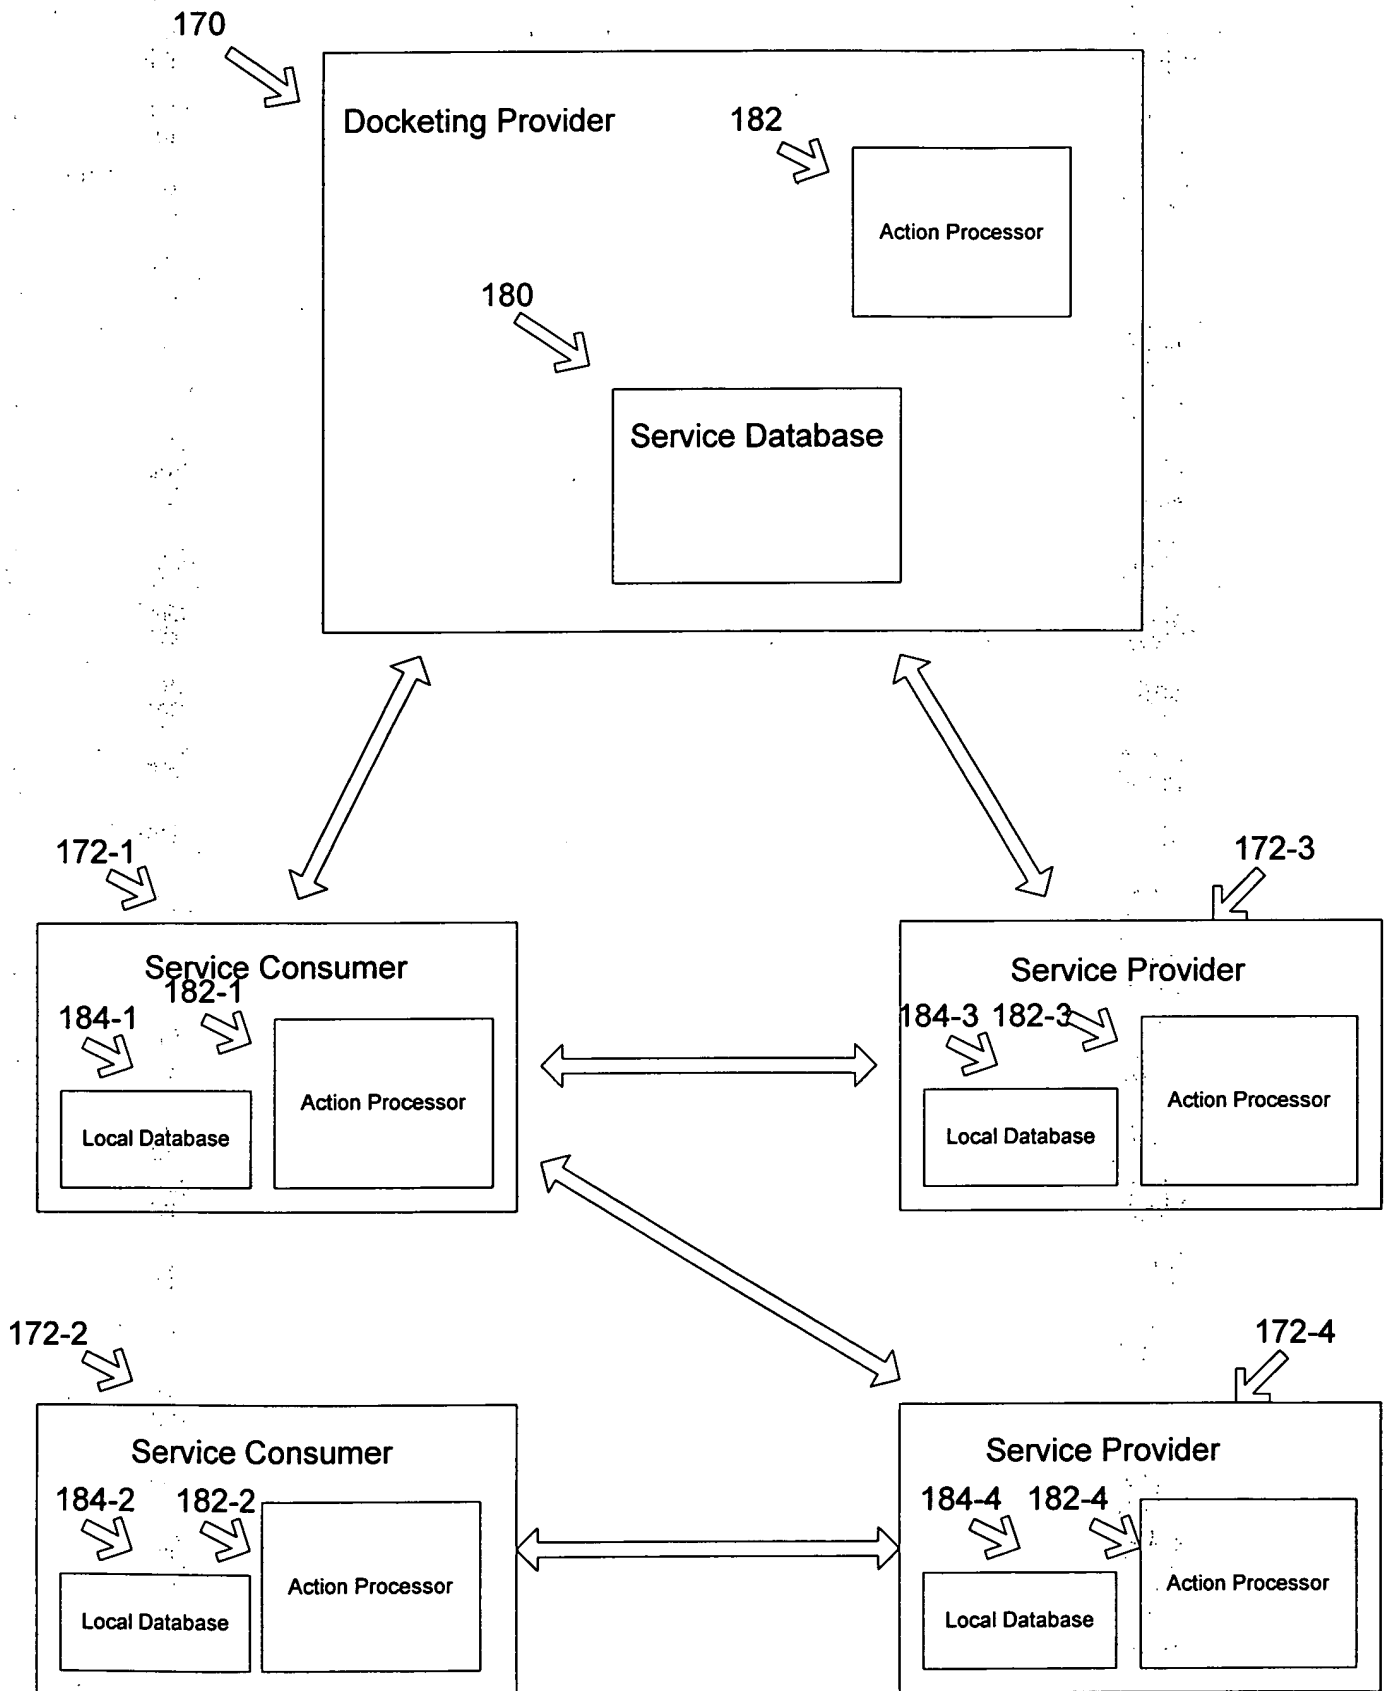 170
Docketing Provider
182
Action Processor
180
Service Database
172-1
172-3
Service Consumer
182-1
184-1
Action Processor
Local Database
Service Provider
184-3 182-3
Action Processor
Local Database
172-2
172-4
Service Consumer
184-2 182-2
Action Processor
Local Database
Service Provider
184-4 182-4
Action Processor
Local Database